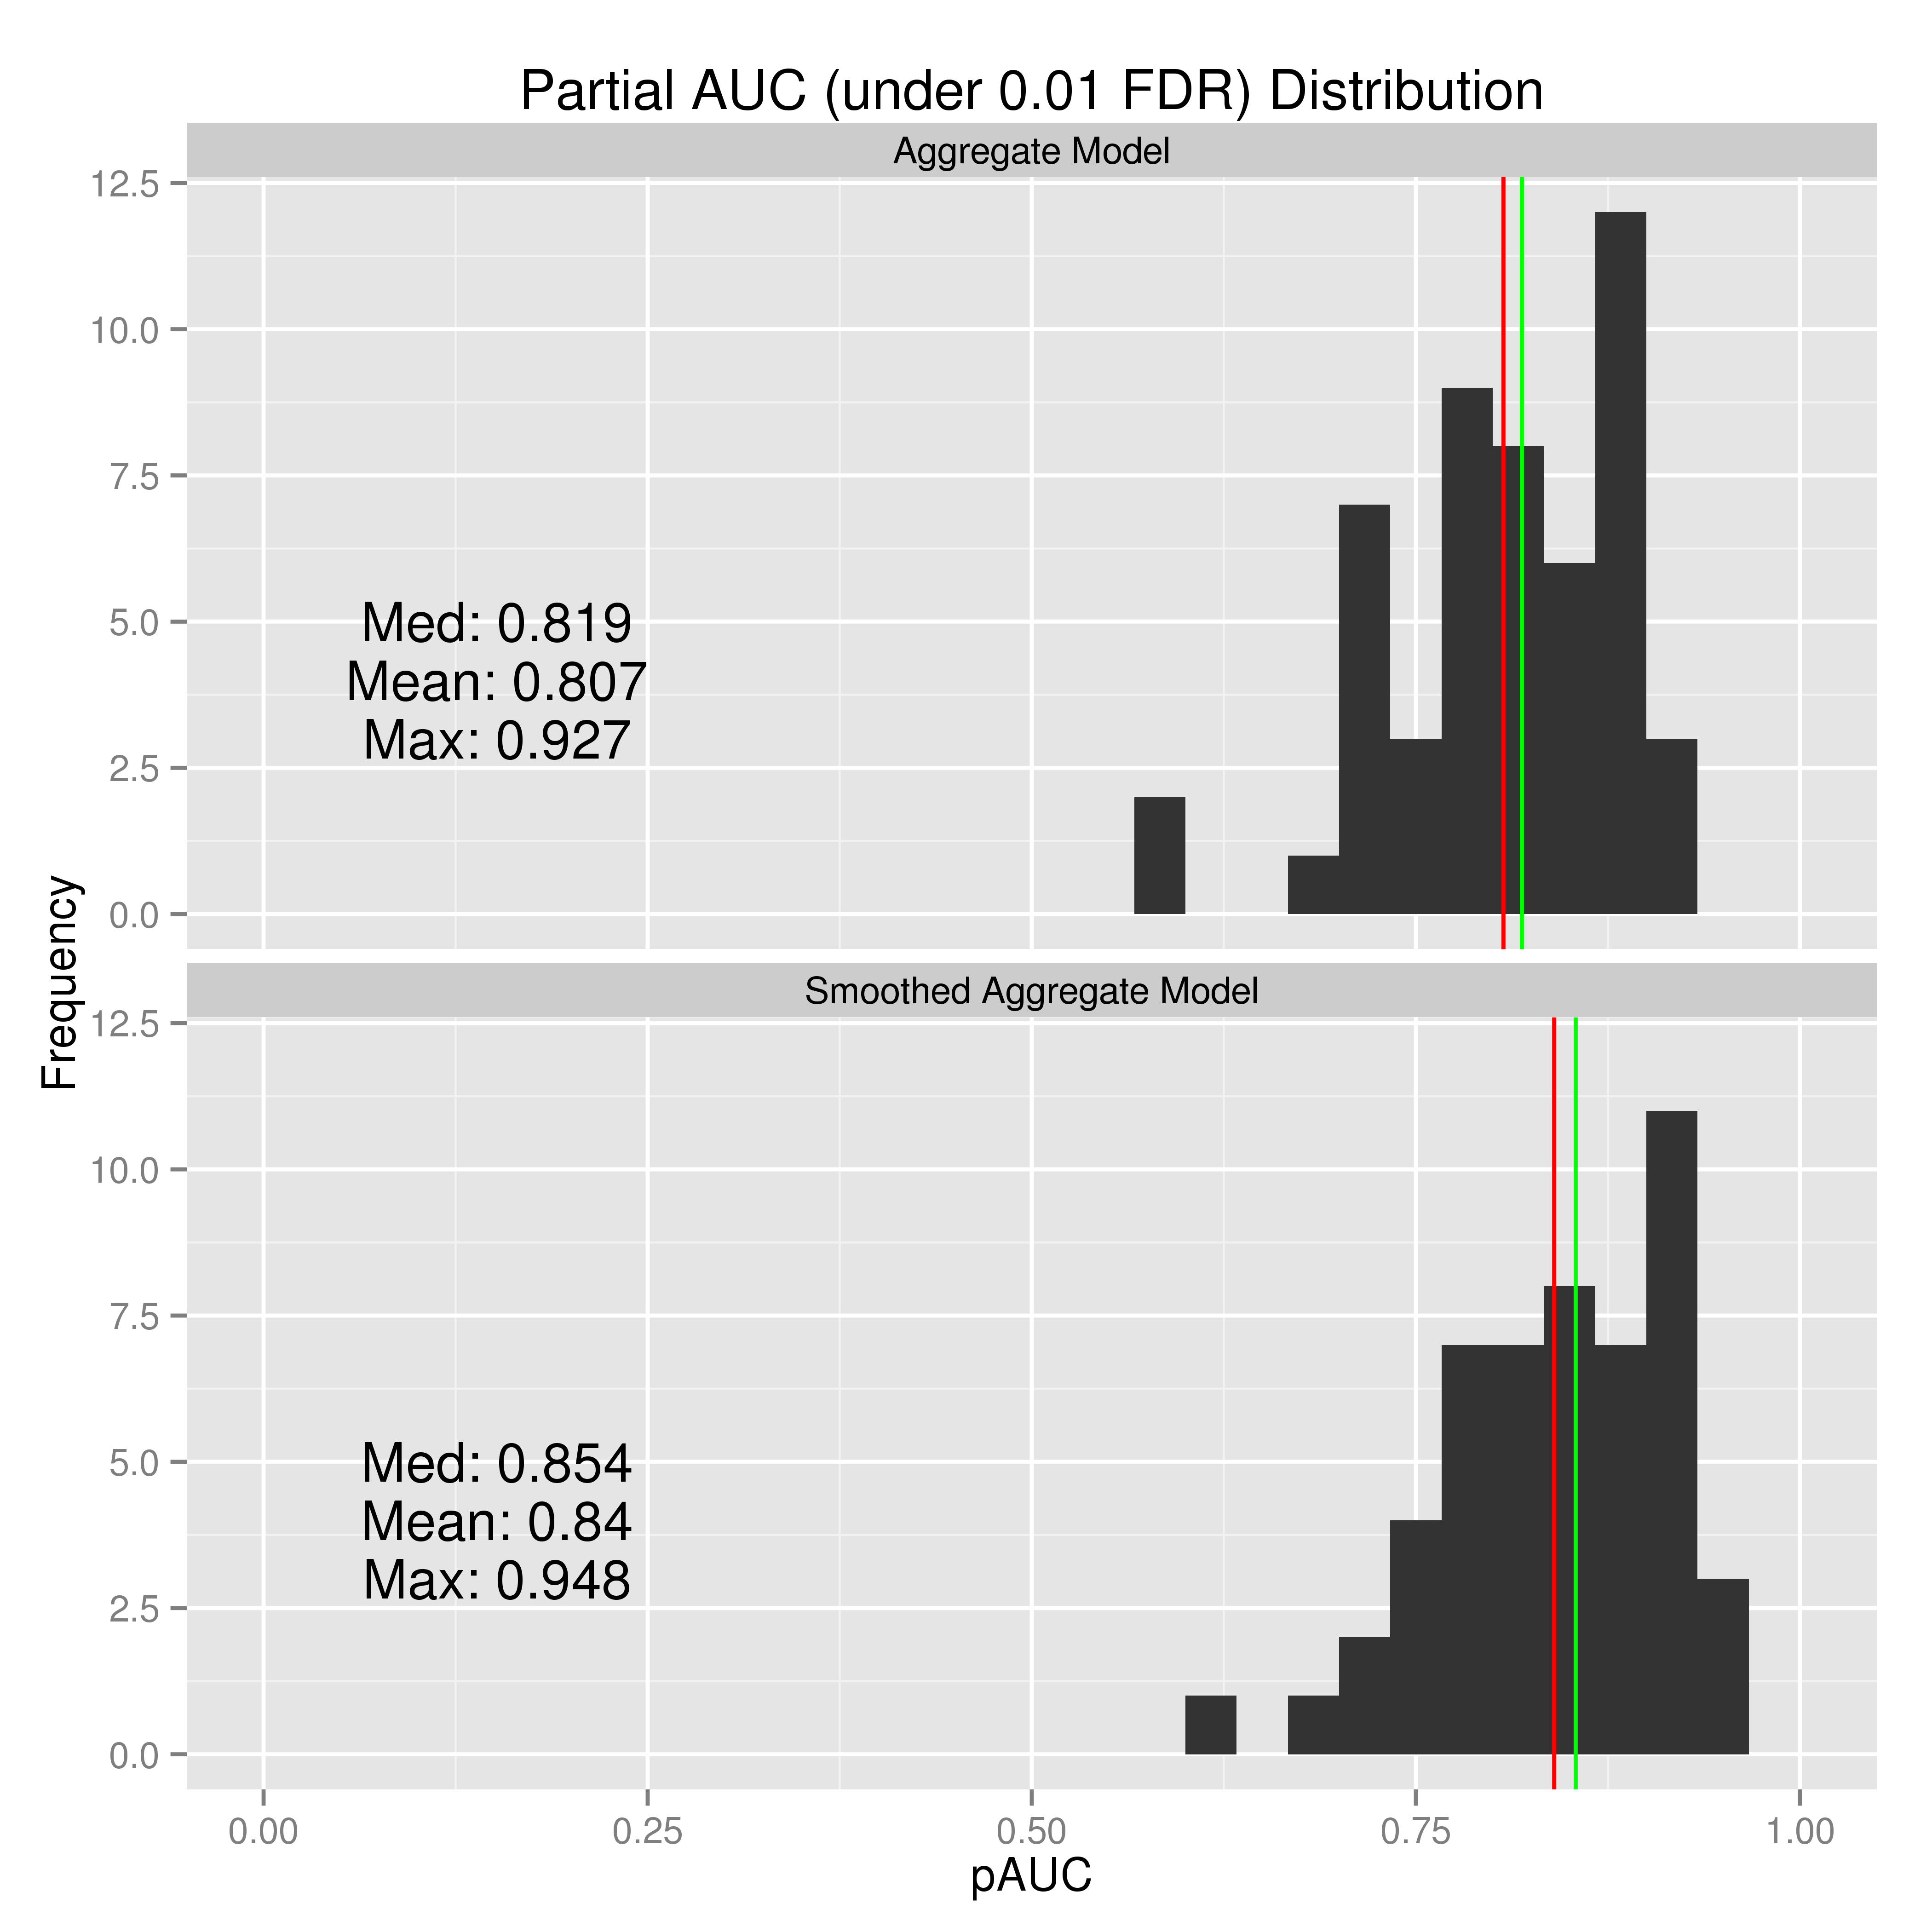 Partial AUC (under 0.01 FDR) Distribution
Aggregate Model
12.5
10.0
7.5
5.0
2.5
0.0
Med: 0.819
Mean: 0.807
Max: 0.927
Frequency
Smoothed Aggregate Model
12.5
10.0
7.5
5.0
2.5
0.0
Med: 0.854
Mean: 0.84
Max: 0.948
0.00 0.25 0.50 0.75 1.00
pAUC